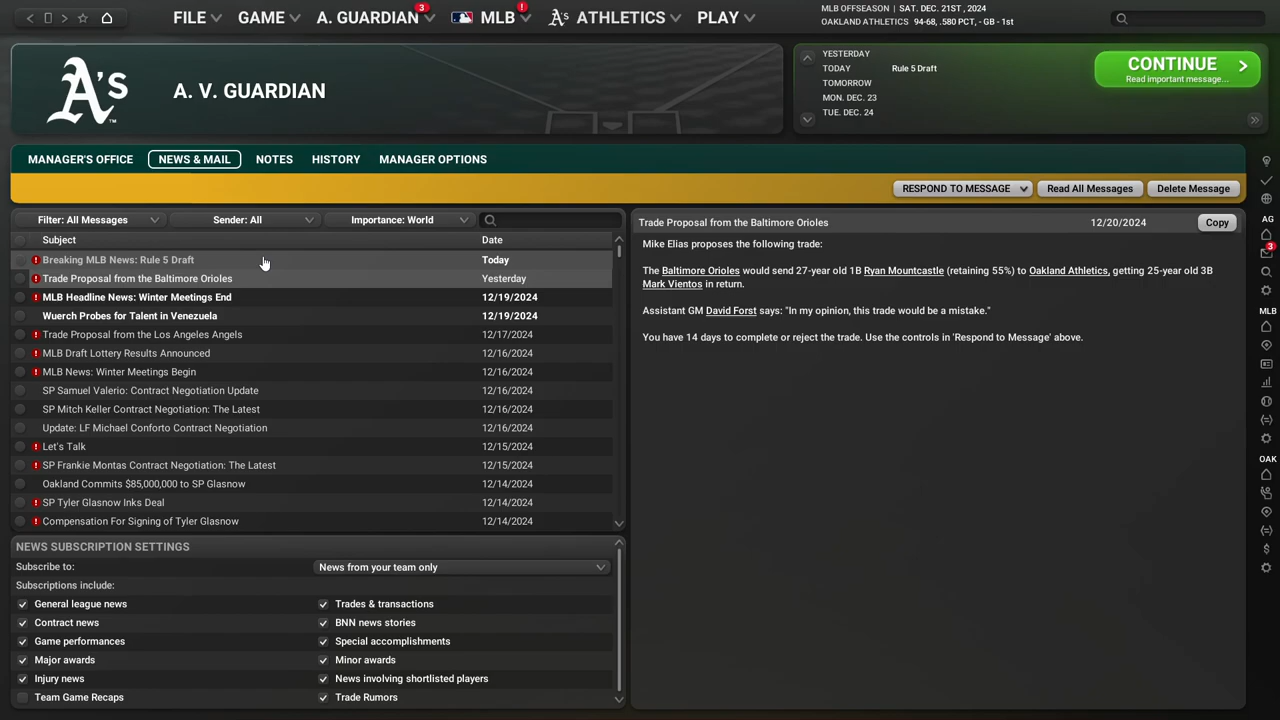 FILE
GAME
A. GUARDIAN
3
MLB
!
A's
ATHLETICS
PLAY
MLB OFFSEASON | SAT. DEC. 21ST , 2024
OAKLAND ATHLETICS 94-68, .580 PCT, - GB - 1st
A's
A. V. GUARDIAN
YESTERDAY
TODAY Rule 5 Draft
TOMORROW
MON. DEC. 23
TUE. DEC. 24
CONTINUE
Read important message...
MANAGER'S OFFICE
NEWS & MAIL
NOTES
HISTORY
MANAGER OPTIONS
RESPOND TO MESSAGE
Read All Messages
Delete Message
Filter: All Messages
Sender: All
Importance: World
Subject Date
! Breaking MLB News: Rule 5 Draft Today
! Trade Proposal from the Baltimore Orioles Yesterday
! MLB Headline News: Winter Meetings End 12/19/2024
Wuerch Probes for Talent in Venezuela 12/19/2024
! Trade Proposal from the Los Angeles Angels 12/17/2024
! MLB Draft Lottery Results Announced 12/16/2024
! MLB News: Winter Meetings Begin 12/16/2024
SP Samuel Valerio: Contract Negotiation Update 12/16/2024
SP Mitch Keller Contract Negotiation: The Latest 12/16/2024
Update: LF Michael Conforto Contract Negotiation 12/16/2024
! Let's Talk 12/15/2024
! SP Frankie Montas Contract Negotiation: The Latest 12/15/2024
Oakland Commits $85,000,000 to SP Glasnow 12/14/2024
! SP Tyler Glasnow Inks Deal 12/14/2024
! Compensation For Signing of Tyler Glasnow 12/14/2024
Trade Proposal from the Baltimore Orioles 12/20/2024 Copy
Mike Elias proposes the following trade:
The Baltimore Orioles would send 27-year old 1B Ryan Mountcastle (retaining 55%) to Oakland Athletics, getting 25-year old 3B
Mark Vientos in return.
Assistant GM David Forst says: "In my opinion, this trade would be a mistake."
You have 14 days to complete or reject the trade. Use the controls in 'Respond to Message' above.
NEWS SUBSCRIPTION SETTINGS
Subscribe to: News from your team only
Subscriptions include:
General league news Trades & transactions
Contract news BNN news stories
Game performances Special accomplishments
Major awards Minor awards
Injury news News involving shortlisted players
Team Game Recaps Trade Rumors
AG
3
MLB
OAK